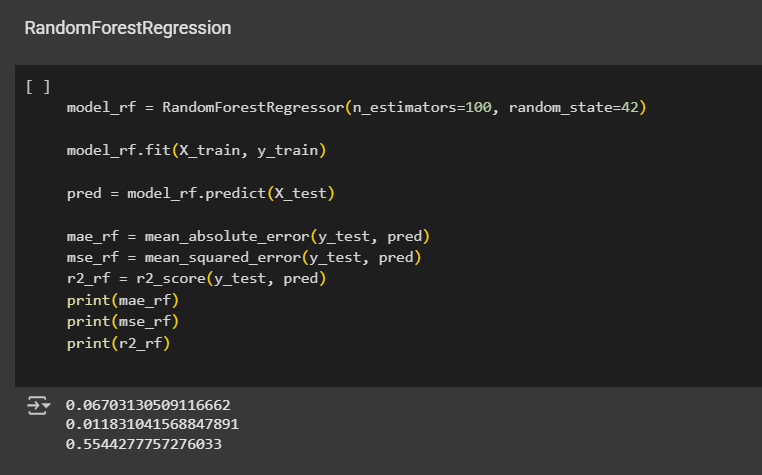 RandomForestRegression
[ ]
model_rf = RandomForestRegressor(n_estimators=100, random_state=42)
model_rf.fit(X_train, y_train)
pred = model_rf.predict(X_test)
mae_rf = mean_absolute_error(y_test, pred)
mse_rf = mean_squared_error(y_test, pred)
r2_rf = r2_score(y_test, pred)
print(mae_rf)
print(mse_rf)
print(r2_rf)
0.06703130509116662
0.011831041568847891
0.5544277757276033